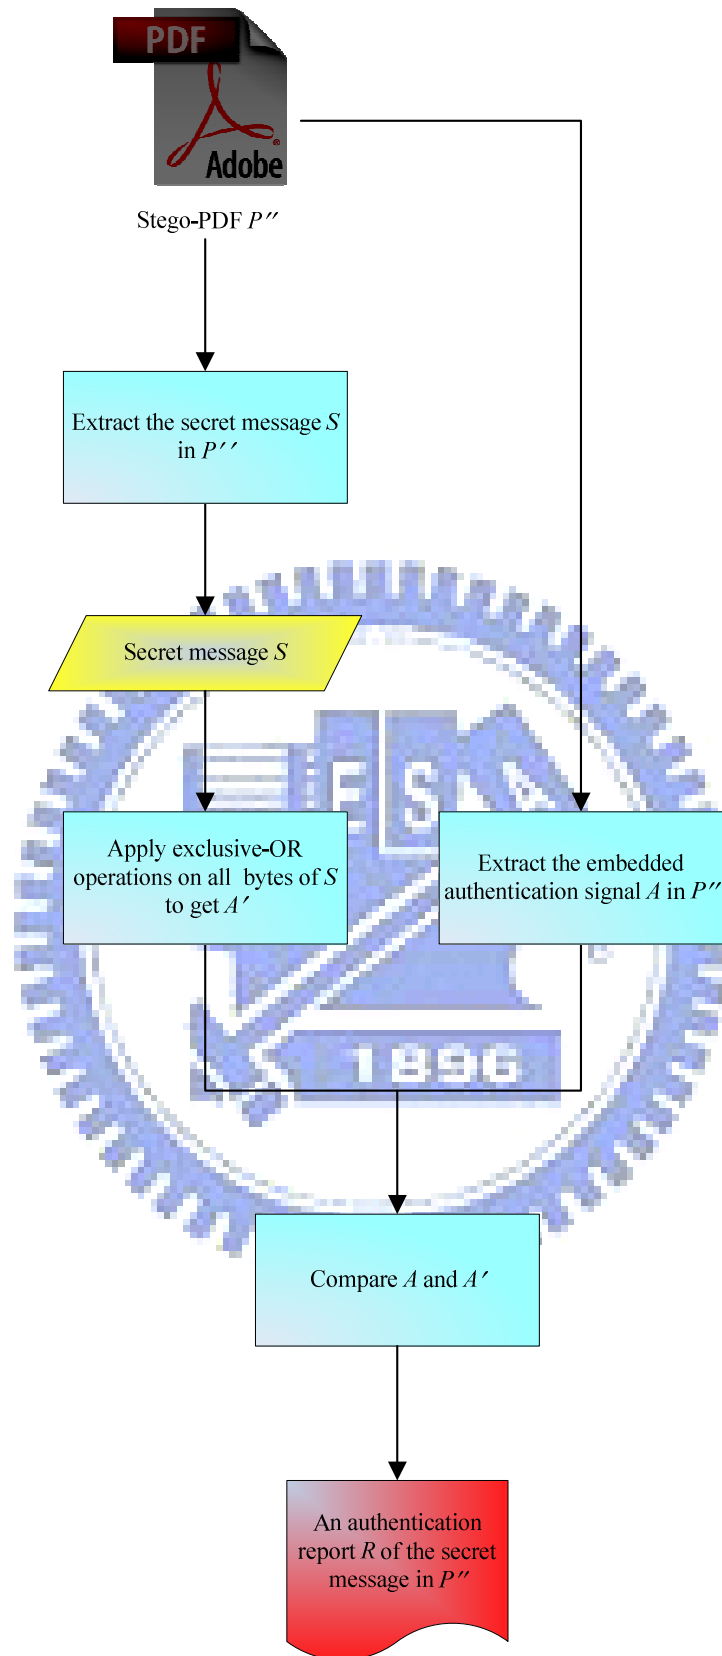 PDF
Adobe
Stego-PDF P′′
Extract the secret message S
in P′ ′
Secret message S
ES
Apply exclusive-OR
operations on all bytes of S
to get A′
Extract the embedded
authentication signal A in P′′
1896
Compare A and A′
An authentication
report R of the secret
message in P′′